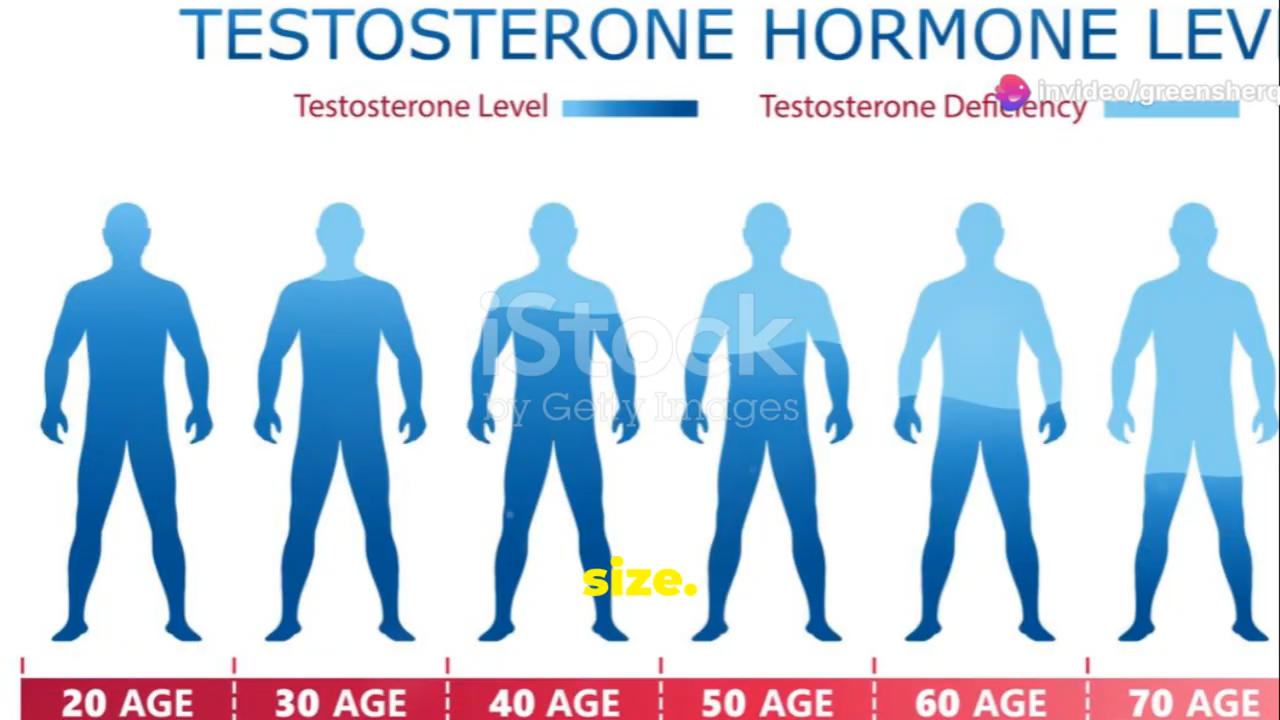 TESTOSTERONE HORMONE LEV
invideo/greenshero
Testosterone Level
Testosterone Deficiency
iStock
by Getty Images
size.
20 AGE
30 AGE
40 AGE
50 AGE
60 AGE
70 AGE